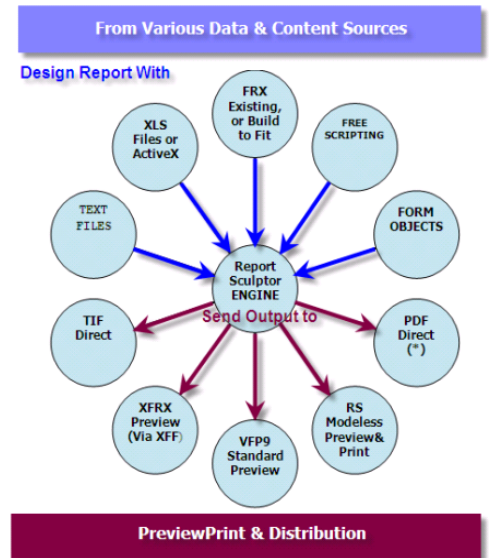 From Various Data & Content Sources
Design Report With
FRX
Existing,
or Build
to Fit
XLS
Files or
ActiveX
FREE
SCRIPTING
TEXT
FILES
FORM
OBJECTS
Report
Sculptor
ENGINE
Send Output to
TIF
Direct
PDF
Direct
(*)
XFRX
Preview
(Via XFF)
VFP9
Standard
Preview
RS
Modeless
Preview&
Print
PreviewPrint & Distribution